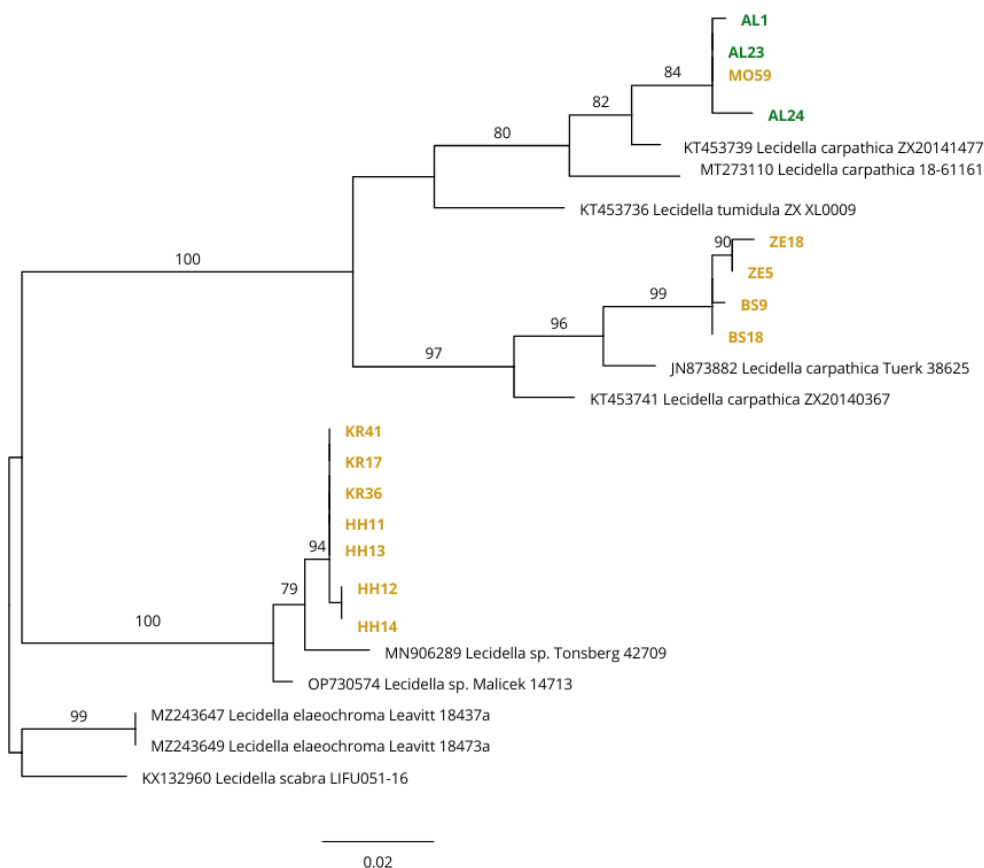 AL1
AL23
84
MO59
82
AL24
80
KT453739 Lecidella carpathica ZX20141477
MT273110 Lecidella carpathica 18-61161
KT453736 Lecidella tumidula ZX XL0009
90
ZE18
100
ZE5
99
BS9
96
BS18
97
JN873882 Lecidella carpathica Tuerk 38625
KT453741 Lecidella carpathica ZX20140367
KR41
KR17
KR36
HH11
94
HH13
79
HH12
100
HH14
MN906289 Lecidella sp. Tonsberg 42709
OP730574 Lecidella sp. Malicek 14713
99
MZ243647 Lecidella elaeochroma Leavitt 18437a
MZ243649 Lecidella elaeochroma Leavitt 18473a
KX132960 Lecidella scabra LIFU051-16
0.02